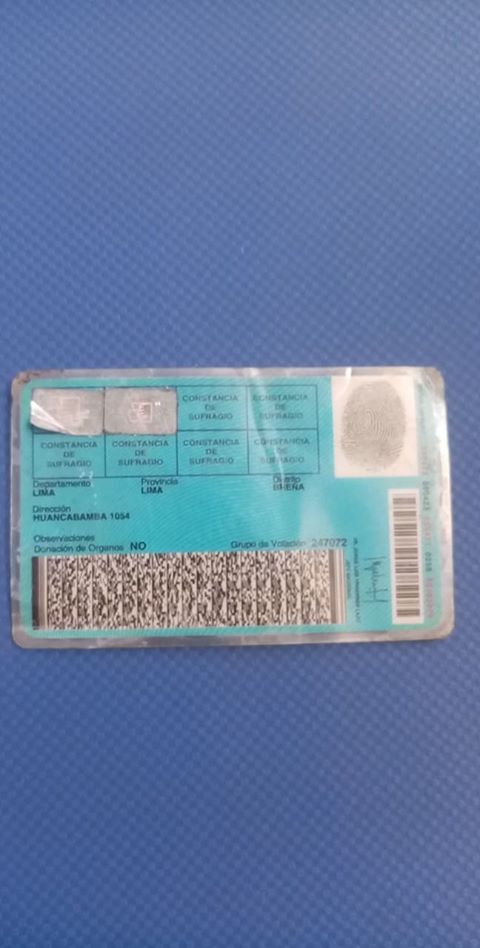 CONSTANCIA DE SUFRAGIO
CONSTANCIA DE SUFRAGIO
CONSTANCIA DE SUFRAGIO
CONSTANCIA DE SUFRAGIO
CONSTANCIA DE SUFRAGIO
CONSTANCIA DE SUFRAGIO
Departamento Provincia Distrito
LIMA LIMA BREÑA
Dirección
HUANCABAMBA 1054
Observaciones
Donación de Organos NO Grupo de Votación 247072